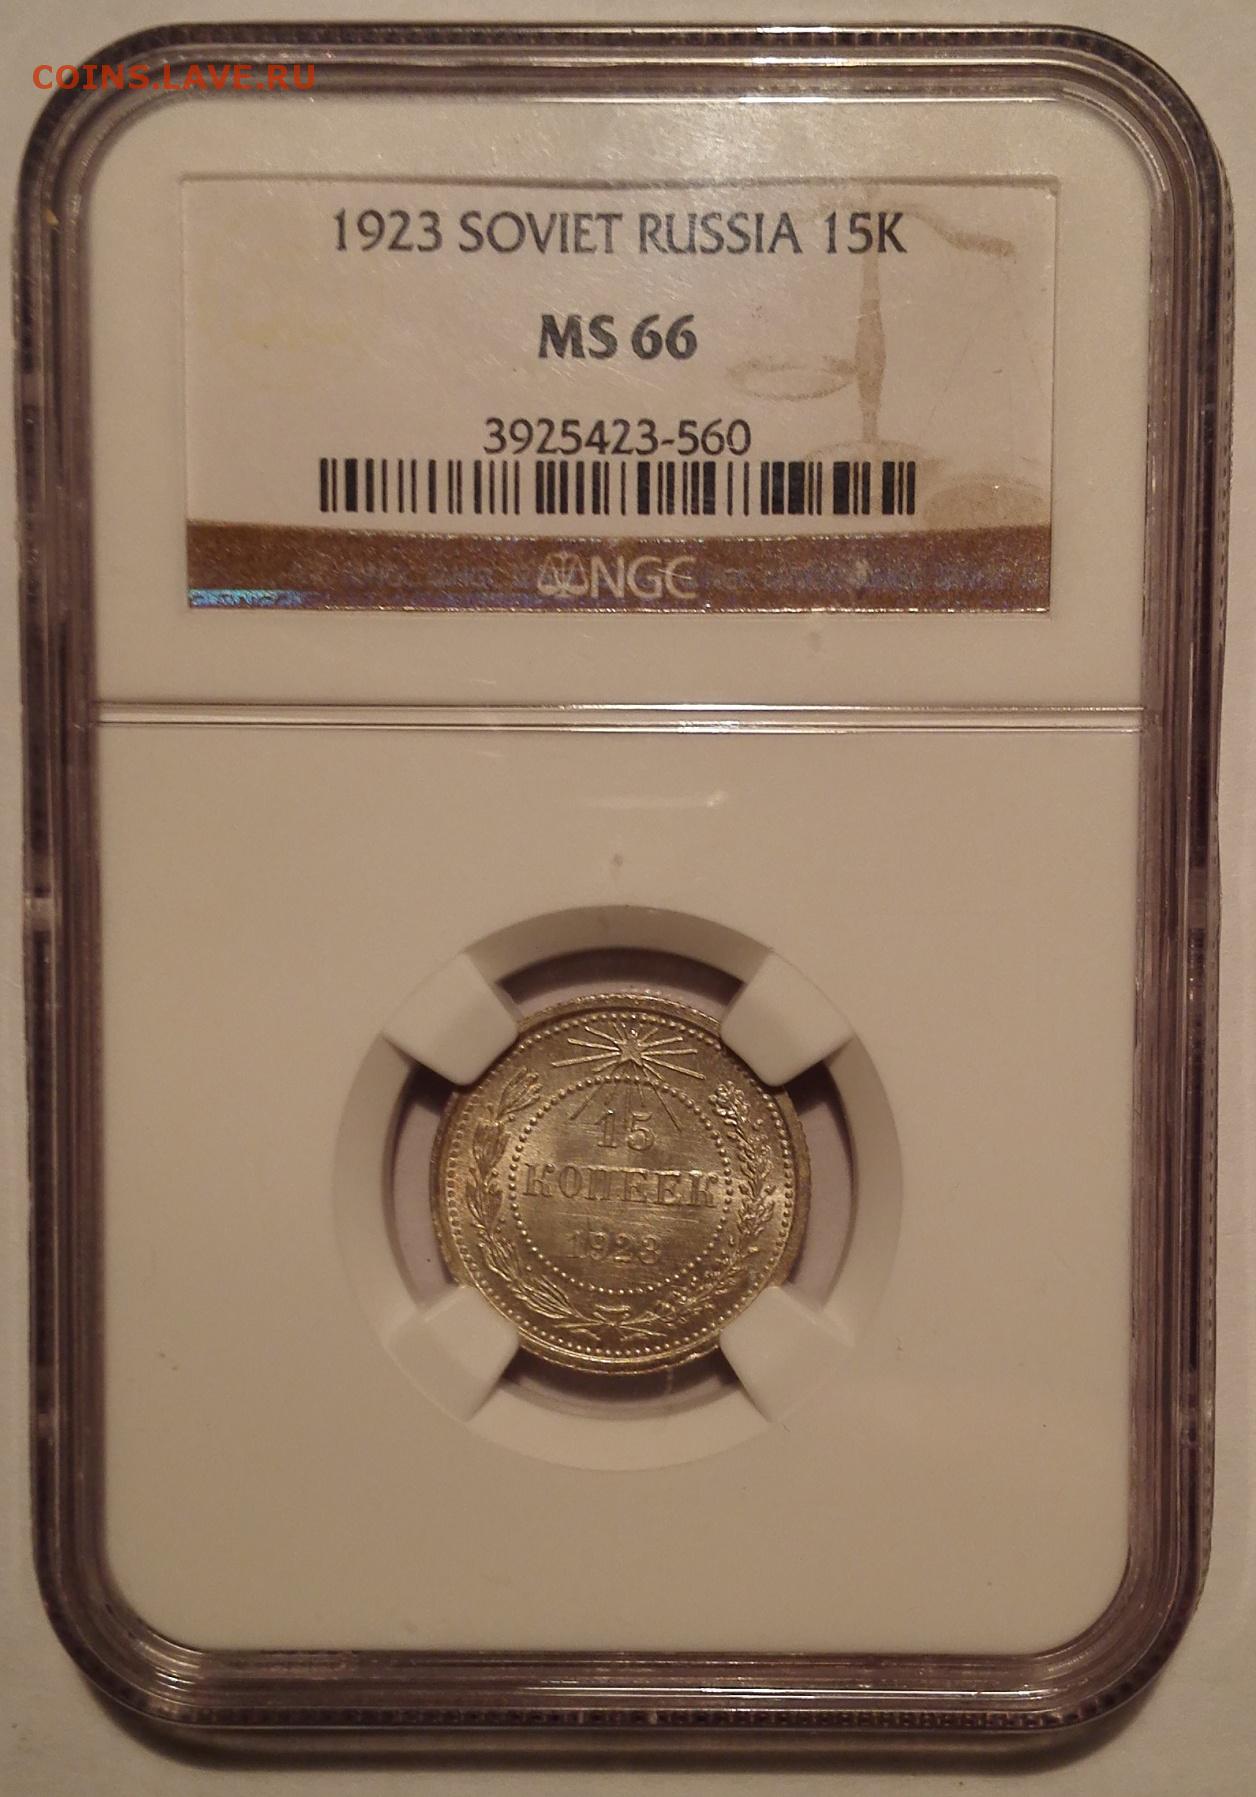 COINS.LAVE.RU
1923 SOVIET RUSSIA 15K
MS 66
3925423-560
NGC
15
КОПЕЕК
1923